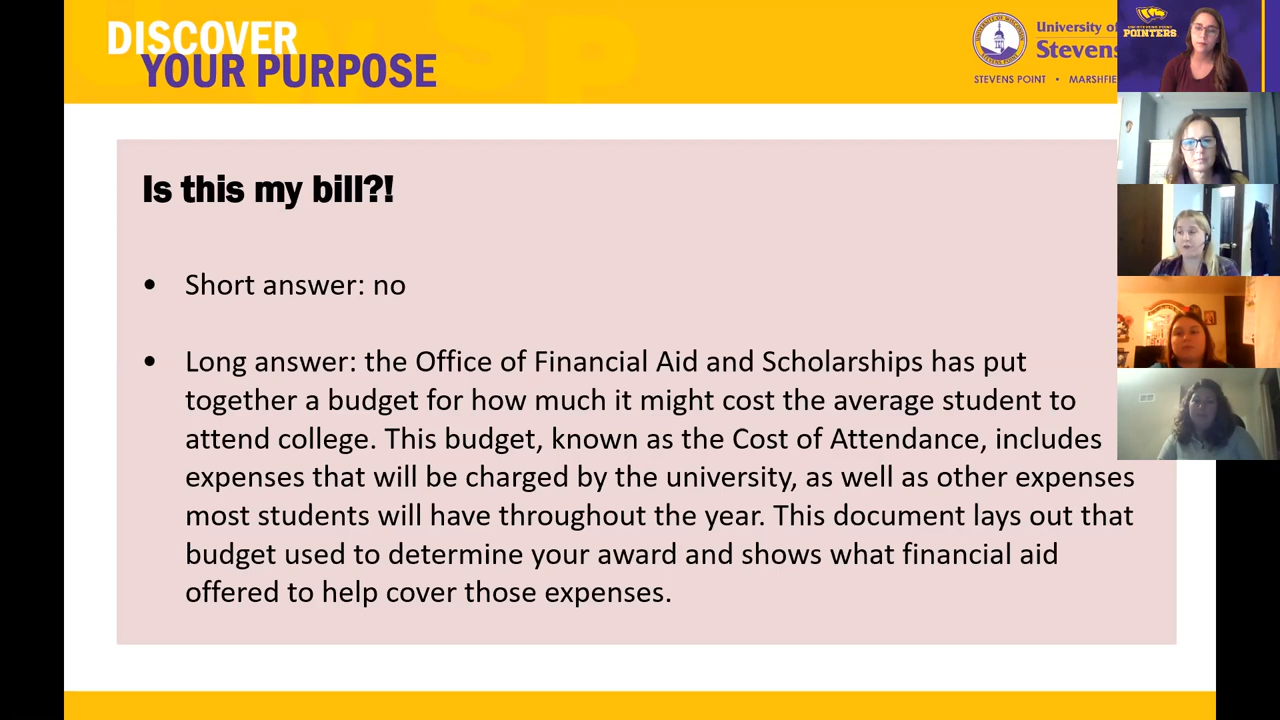 DISCOVER
YOUR PURPOSE
University of
Stevens
STEVENS POINT • MARSHFIE
POINTERS
Is this my bill?!
• Short answer: no
• Long answer: the Office of Financial Aid and Scholarships has put
together a budget for how much it might cost the average student to
attend college. This budget, known as the Cost of Attendance, includes
expenses that will be charged by the university, as well as other expenses
most students will have throughout the year. This document lays out that
budget used to determine your award and shows what financial aid
offered to help cover those expenses.